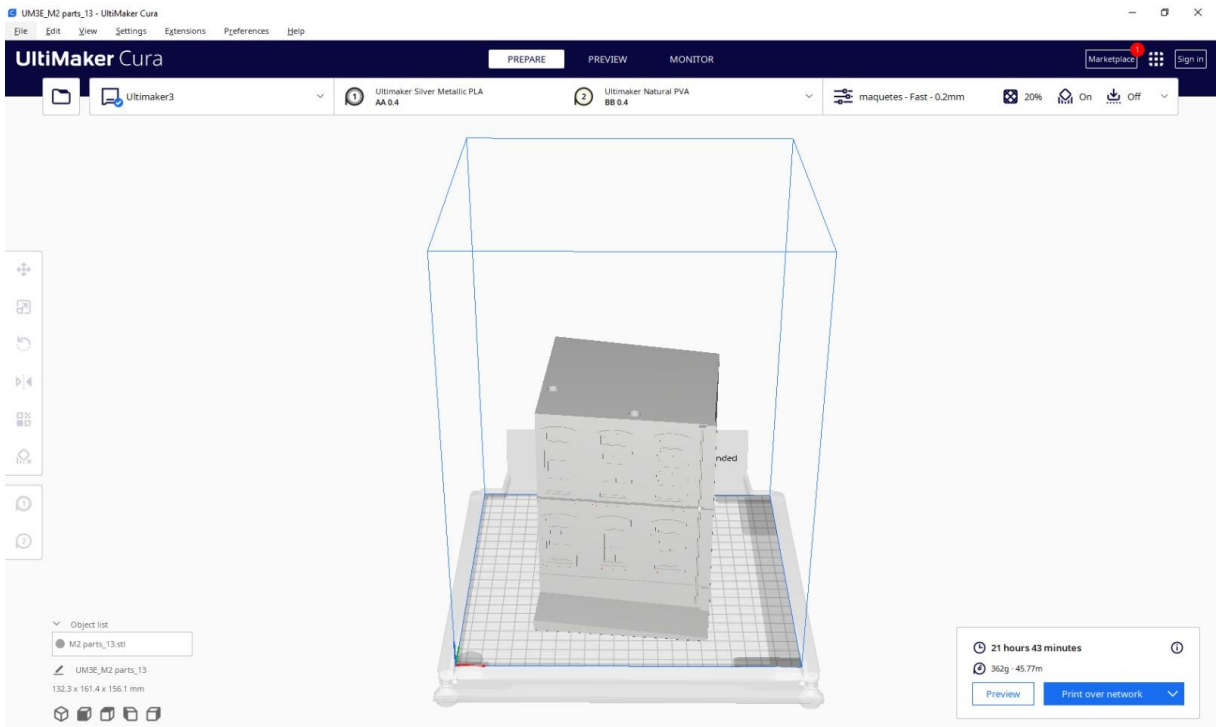 UM3E_M2 parts_13 - UltiMaker Cura
File Edit View Settings Extensions Preferences Help
UltiMaker Cura
PREPARE PREVIEW MONITOR
Marketplace 1 Sign in
Ultimaker3
1 Ultimaker Silver Metallic PLA
AA 0.4
2 Ultimaker Natural PVA
BB 0.4
maquetes - Fast - 0.2mm 20% On Off
nded
1
2
Object list
M2 parts_13.stl
UM3E_M2 parts_13
132.3 x 161.4 x 156.1 mm
21 hours 43 minutes
362g · 45.77m
Preview Print over network